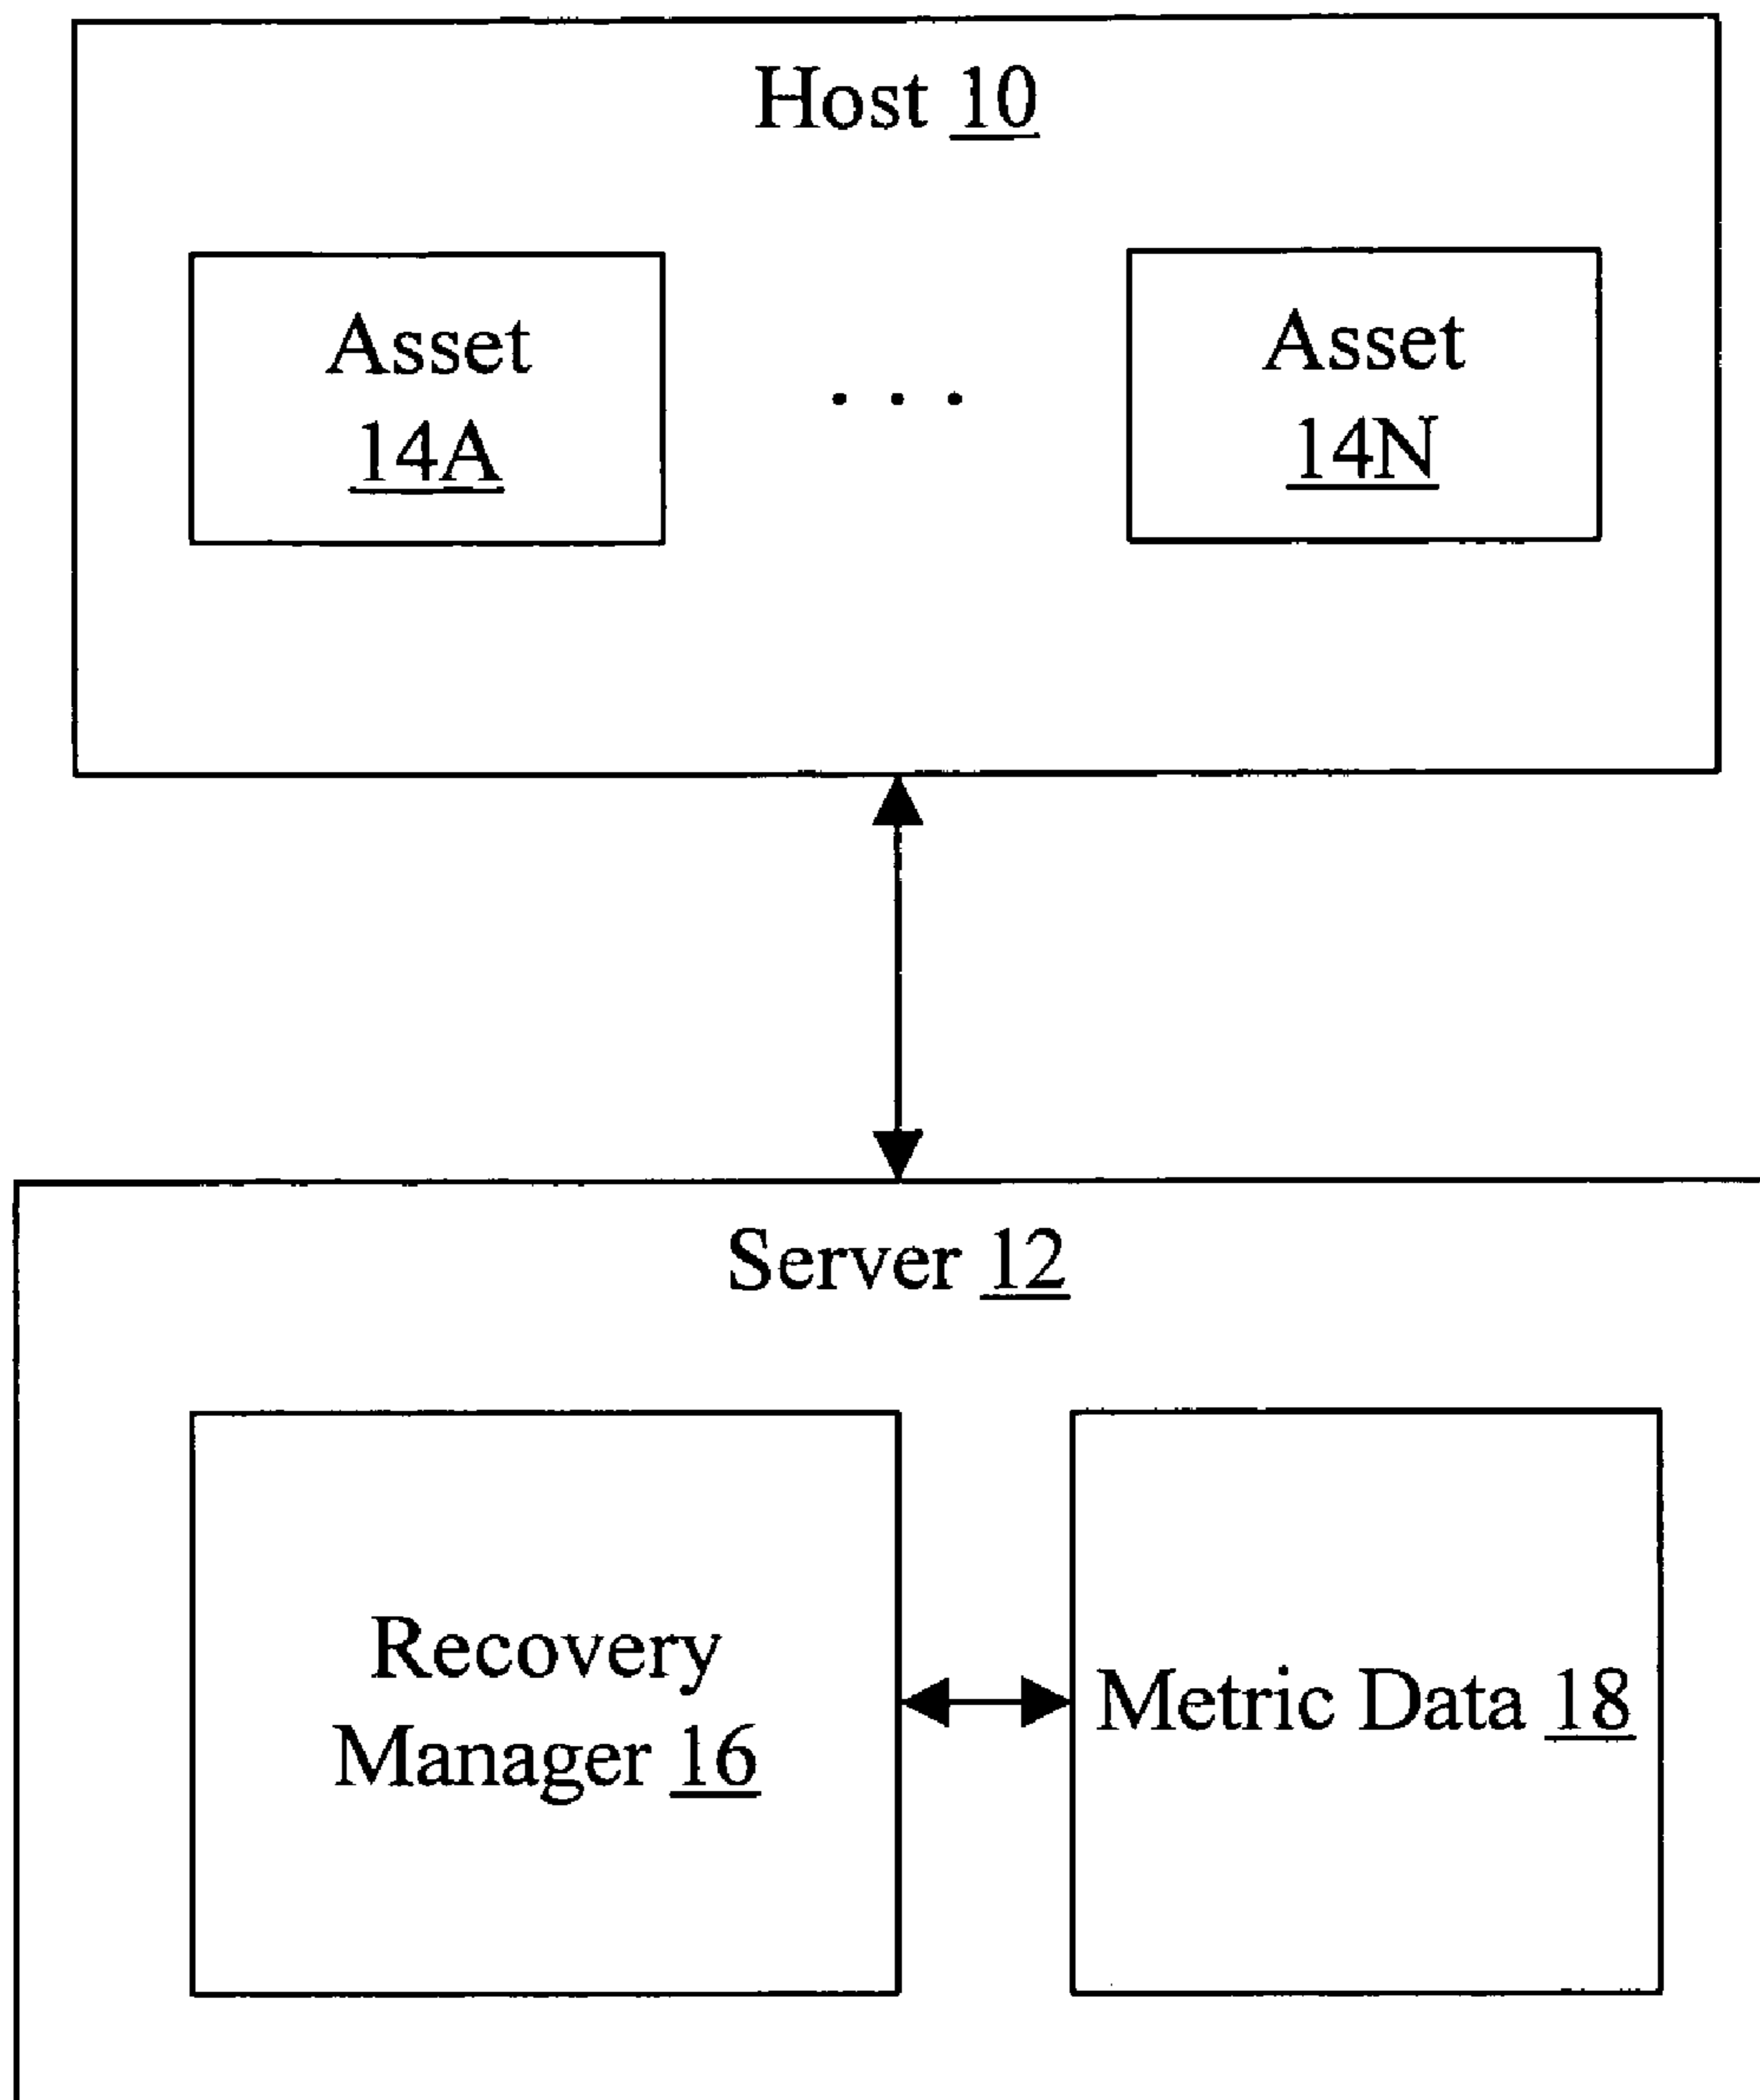 Host 10
Asset
14A
. . .
Asset
14N
Server 12
Recovery
Manager 16
Metric Data 18